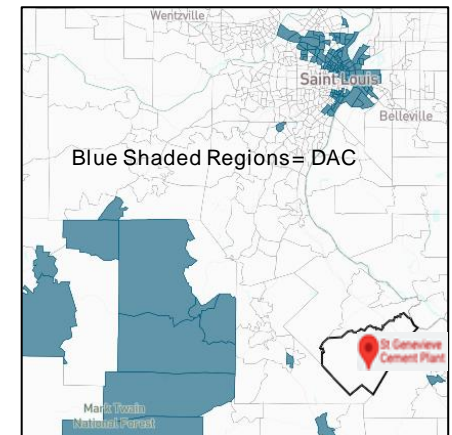 Wentzville
Saint Louis
Belleville
Blue Shaded Regions= DAC
St Genevieve
Cement Plant
Mark Twain
National Forest